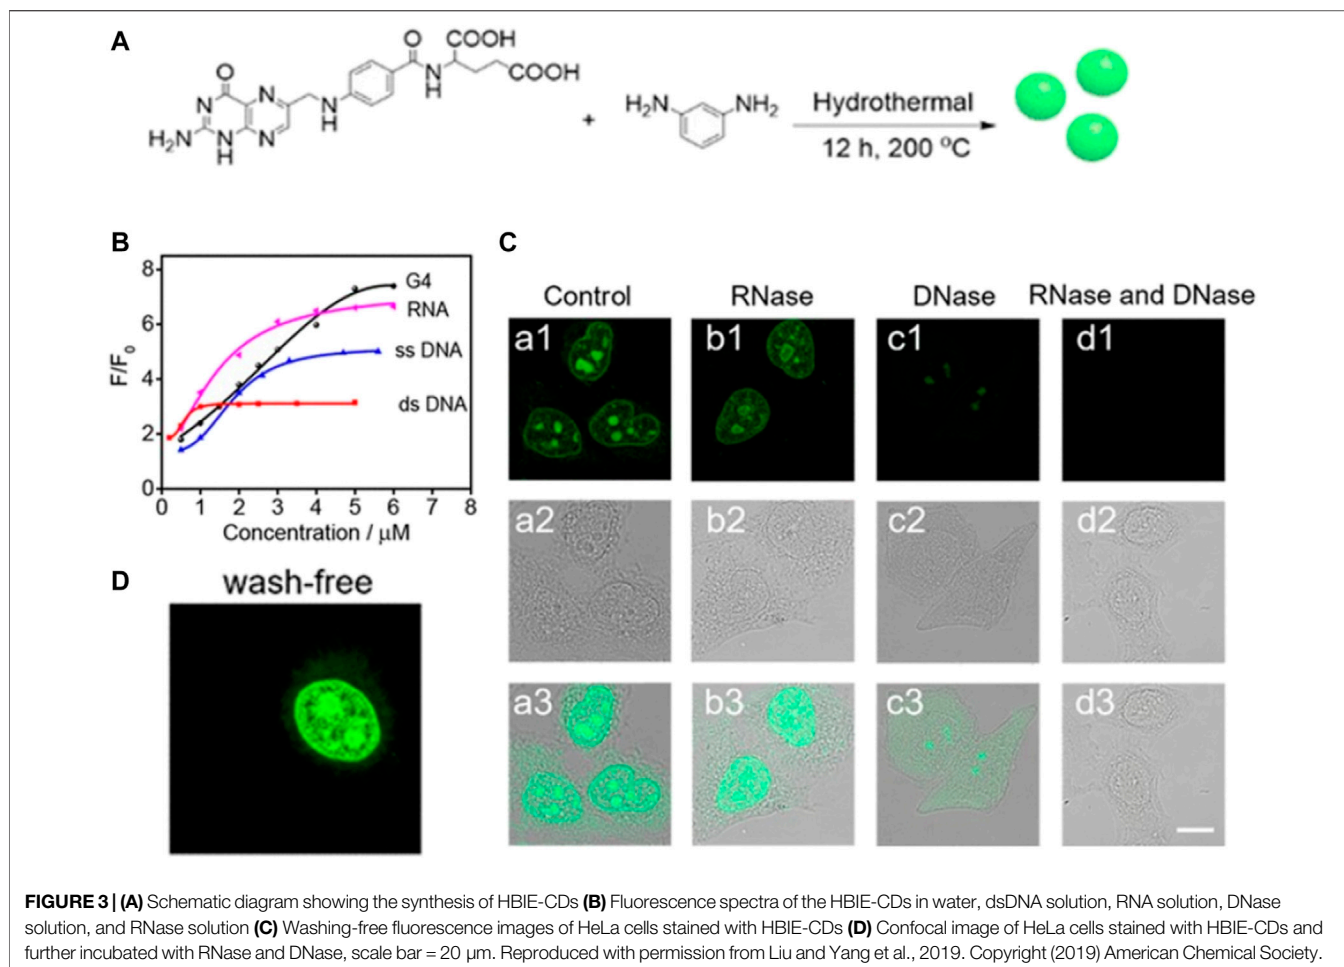 A
O COOH
COOH
N
H
O
N
N
N
H
N
H
N
H₂N
+
H₂N
NH₂
Hydrothermal
12 h, 200 °C
B
8
6
4
2
0
F/F₀
G4
RNA
ss DNA
ds DNA
0 1 2 3 4 5 6 7 8
Concentration / μM
C
Control RNase DNase RNase and DNase
a1 b1 c1 d1
a2 b2 c2 d2
a3 b3 c3 d3
D
wash-free
FIGURE 3 | (A) Schematic diagram showing the synthesis of HBIE-CDs (B) Fluorescence spectra of the HBIE-CDs in water, dsDNA solution, RNA solution, DNase
solution, and RNase solution (C) Washing-free fluorescence images of HeLa cells stained with HBIE-CDs (D) Confocal image of HeLa cells stained with HBIE-CDs and
further incubated with RNase and DNase, scale bar = 20 μm. Reproduced with permission from Liu and Yang et al., 2019. Copyright (2019) American Chemical Society.